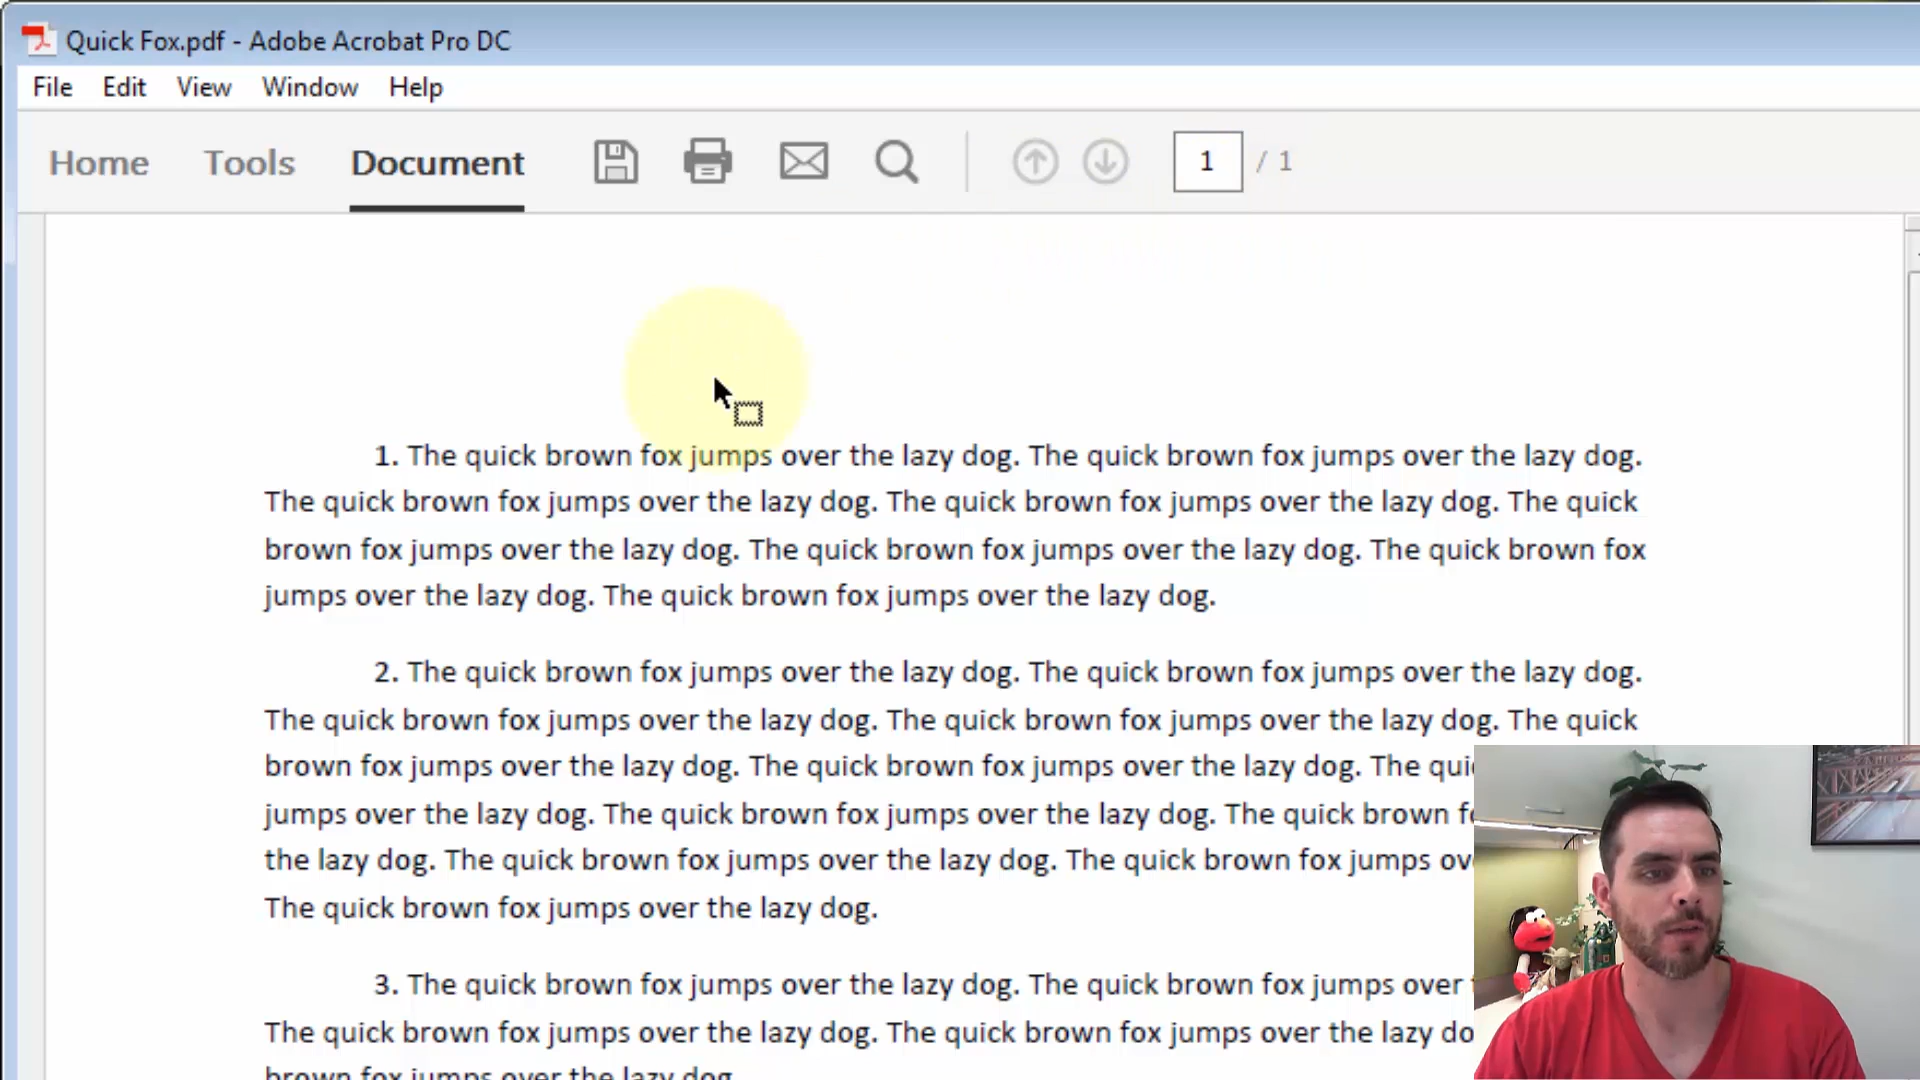 Quick Fox.pdf - Adobe Acrobat Pro DC
File Edit View Window Help
Home Tools Document 1 / 1
1. The quick brown fox jumps over the lazy dog. The quick brown fox jumps over the lazy dog.
The quick brown fox jumps over the lazy dog. The quick brown fox jumps over the lazy dog. The quick
brown fox jumps over the lazy dog. The quick brown fox jumps over the lazy dog. The quick brown fox
jumps over the lazy dog. The quick brown fox jumps over the lazy dog.
2. The quick brown fox jumps over the lazy dog. The quick brown fox jumps over the lazy dog.
The quick brown fox jumps over the lazy dog. The quick brown fox jumps over the lazy dog. The quick
brown fox jumps over the lazy dog. The quick brown fox jumps over the lazy dog. The
jumps over the lazy dog. The quick brown fox jumps over the lazy dog. The quick brown
the lazy dog. The quick brown fox jumps over the lazy dog. The quick brown fox jumps
The quick brown fox jumps over the lazy dog.
3. The quick brown fox jumps over the lazy dog. The quick brown fox jumps over
The quick brown fox jumps over the lazy dog. The quick brown fox jumps over the lazy
brown fox jumps over the lazy dog.